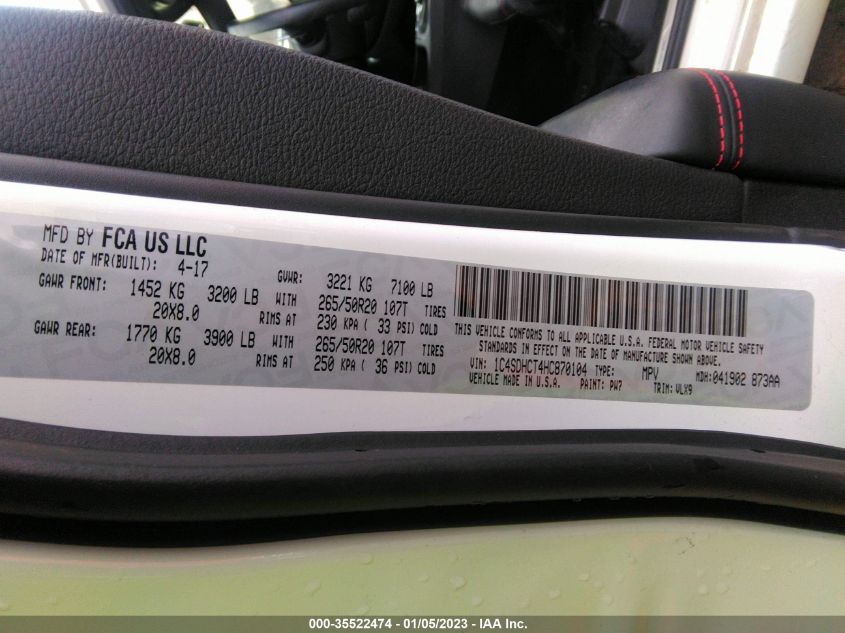 MFD BY FCA US LLC
DATE OF MFR(BUILT): 4-17
GVWR: 3221 KG 7100 LB
GAWR FRONT: 1452 KG 3200 LB WITH 265/50R20 107T TIRES
20X8.0 RIMS AT 230 KPA ( 33 PSI) COLD
GAWR REAR: 1770 KG 3900 LB WITH 265/50R20 107T TIRES
20X8.0 RIMS AT 250 KPA ( 36 PSI) COLD
THIS VEHICLE CONFORMS TO ALL APPLICABLE U.S.A. FEDERAL MOTOR VEHICLE SAFETY
STANDARDS IN EFFECT ON THE DATE OF MANUFACTURE SHOWN ABOVE.
VIN: 1C4SDHCT4HC870104 TYPE: MPV MDH:041902 873AA
VEHICLE MADE IN U.S.A. PAINT: PW7 TRIM: VLX9
000-35522474 — 01/05/2023 — IAA Inc.